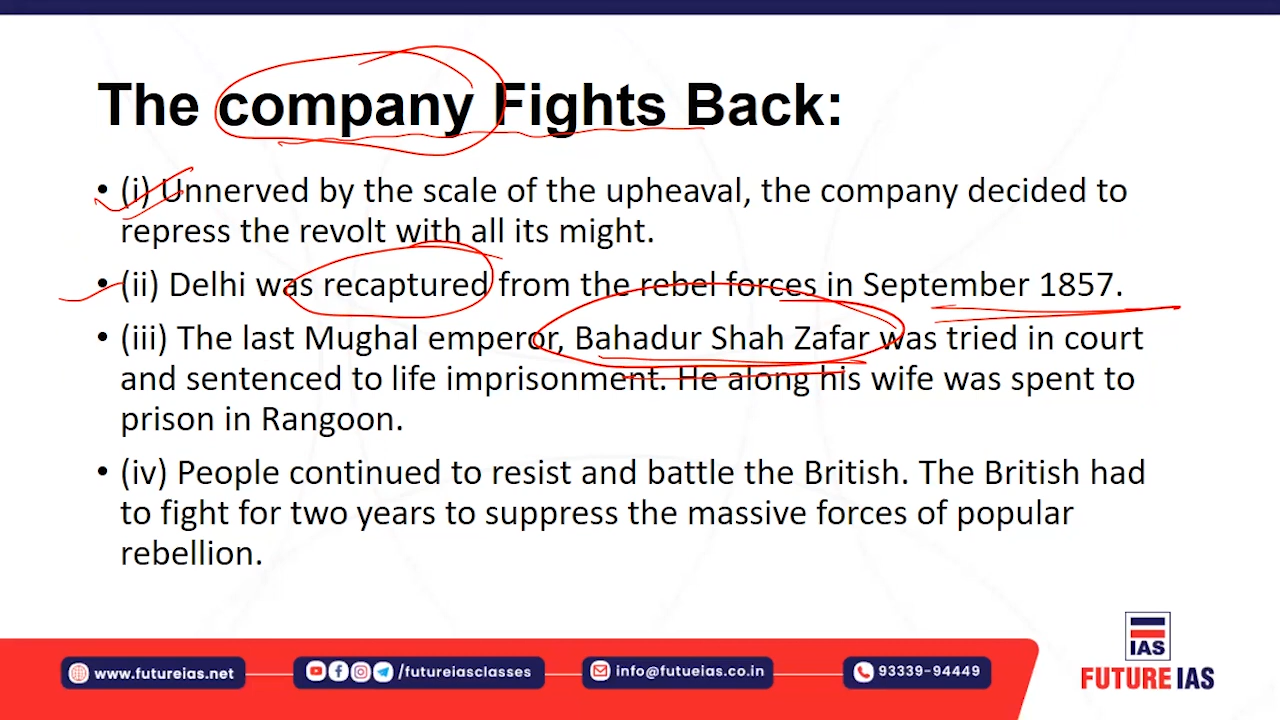 The company Fights Back:
• (i) Unnerved by the scale of the upheaval, the company decided to
repress the revolt with all its might.
• (ii) Delhi was recaptured from the rebel forces in September 1857.
• (iii) The last Mughal emperor, Bahadur Shah Zafar was tried in court
and sentenced to life imprisonment. He along his wife was spent to
prison in Rangoon.
• (iv) People continued to resist and battle the British. The British had
to fight for two years to suppress the massive forces of popular
rebellion.
IAS
www.futureias.net
/futureiasclasses
info@futueias.co.in
93339-94449
FUTURE IAS